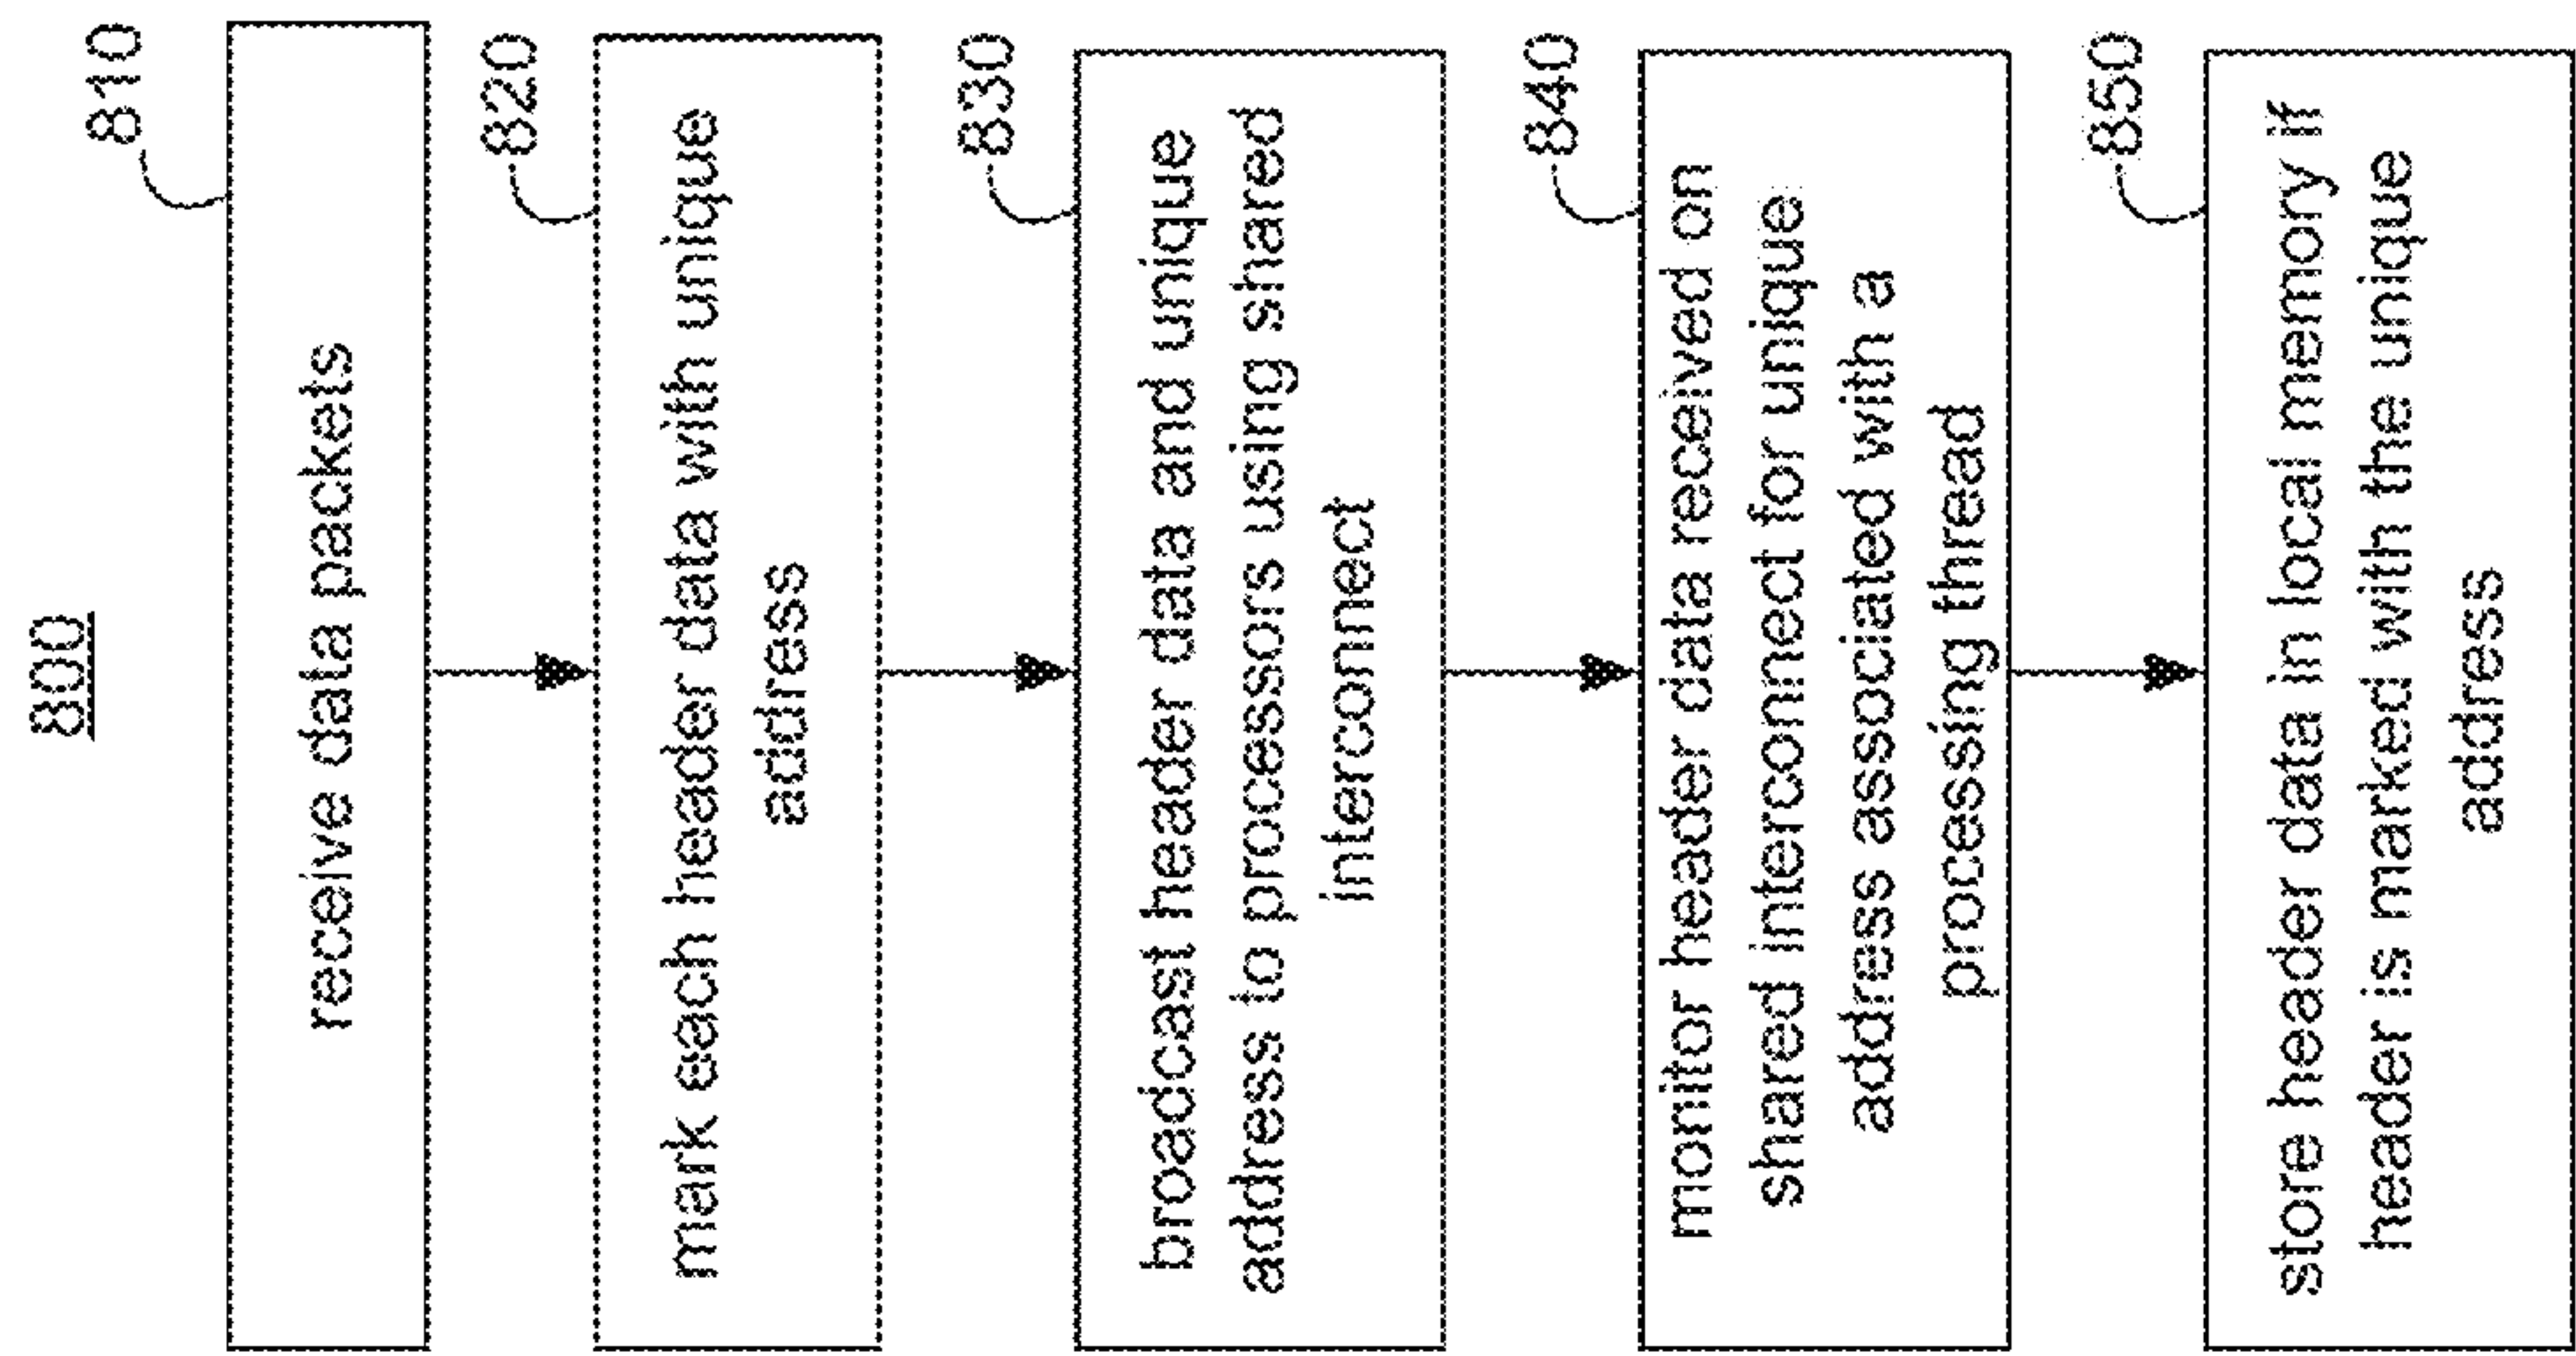 800
810
receive data packets
820
mark each header data with unique
address
830
broadcast header data and unique
address to processors using shared
interconnect
840
monitor header data received on
shared interconnect for unique
address associated with a
processing thread
850
store header data in local memory if
header is marked with the unique
address